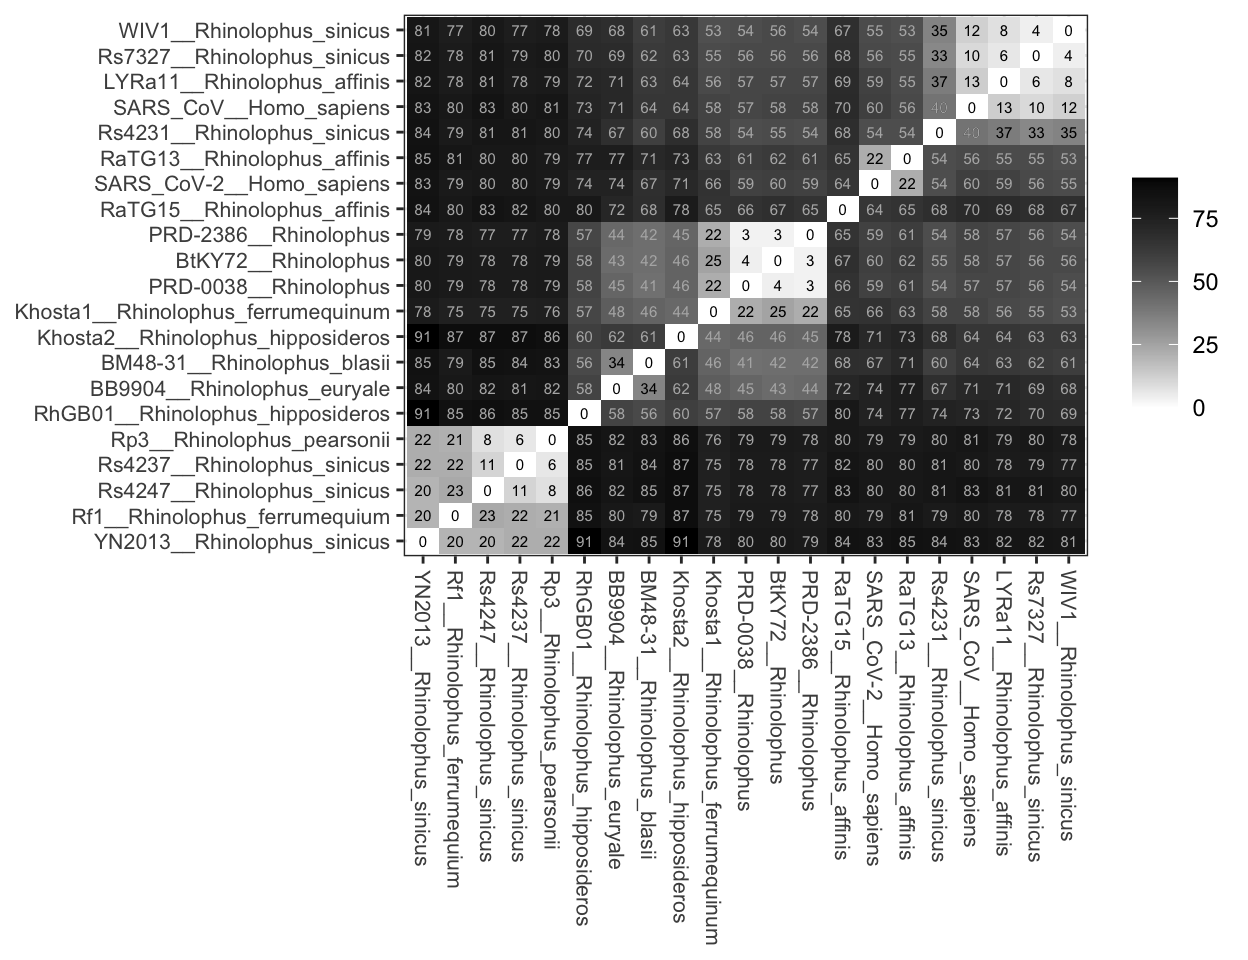 WIV1__Rhinolophus_sinicus 81 77 80 77 78 69 68 61 63 53 54 56 54 67 55 53 35 12 8 4 0
Rs7327__Rhinolophus_sinicus 82 78 81 79 80 70 69 62 63 55 56 56 56 68 56 55 33 10 6 0 4
LYRa11__Rhinolophus_affinis 82 78 81 78 79 72 71 63 64 56 57 57 57 69 59 55 37 13 0 6 8
SARS_CoV__Homo_sapiens 83 80 83 80 81 73 71 64 64 58 57 58 58 70 60 56 40 0 13 10 12
Rs4231__Rhinolophus_sinicus 84 79 81 81 80 74 67 60 68 58 54 55 54 68 54 54 0 40 37 33 35
RaTG13__Rhinolophus_affinis 85 81 80 80 79 77 77 71 73 63 61 62 61 65 22 0 54 56 55 55 53
SARS_CoV-2__Homo_sapiens 83 79 80 80 79 74 74 67 71 66 59 60 59 64 0 22 54 60 59 56 55
RaTG15__Rhinolophus_affinis 84 80 83 82 80 80 72 68 78 65 66 67 65 0 64 65 68 70 69 68 67
PRD-2386__Rhinolophus 79 78 77 77 78 57 44 42 45 22 3 3 0 65 59 61 54 58 57 56 54
BtKY72__Rhinolophus 80 79 78 78 79 58 43 42 46 25 4 0 3 67 60 62 55 58 57 56 56
PRD-0038__Rhinolophus 80 79 78 78 79 58 45 41 46 22 0 4 3 66 59 61 54 57 57 56 54
Khosta1__Rhinolophus_ferrumequinum 78 75 75 75 76 57 48 46 44 0 22 25 22 65 66 63 58 58 56 55 53
Khosta2__Rhinolophus_hipposideros 91 87 87 87 86 60 62 61 0 44 46 46 45 78 71 73 68 64 64 63 63
BM48-31__Rhinolophus_blasii 85 79 85 84 83 56 34 0 61 46 41 42 42 68 67 71 60 64 63 62 61
BB9904__Rhinolophus_euryale 84 80 82 81 82 58 0 34 62 48 45 43 44 72 74 77 67 71 71 69 68
RhGB01__Rhinolophus_hipposideros 91 85 86 85 85 0 58 56 60 57 58 58 57 80 74 77 74 73 72 70 69
Rp3__Rhinolophus_pearsonii 22 21 8 6 0 85 82 83 86 76 79 79 78 80 79 79 80 81 79 80 78
Rs4237__Rhinolophus_sinicus 22 22 11 0 6 85 81 84 87 75 78 78 77 82 80 80 81 80 78 79 77
Rs4247__Rhinolophus_sinicus 20 23 0 11 8 86 82 85 87 75 78 78 77 83 80 80 81 83 81 81 80
Rf1__Rhinolophus_ferrumequium 20 0 23 22 21 85 80 79 87 75 79 79 78 80 79 81 79 80 78 78 77
YN2013__Rhinolophus_sinicus 0 20 20 22 22 91 84 85 91 78 80 80 79 84 83 85 84 83 82 82 81
YN2013__Rhinolophus_sinicus
Rf1__Rhinolophus_ferrumequium
Rs4247__Rhinolophus_sinicus
Rs4237__Rhinolophus_sinicus
Rp3__Rhinolophus_pearsonii
RhGB01__Rhinolophus_hipposideros
BB9904__Rhinolophus_euryale
BM48-31__Rhinolophus_blasii
Khosta2__Rhinolophus_hipposideros
Khosta1__Rhinolophus_ferrumequinum
PRD-0038__Rhinolophus
BtKY72__Rhinolophus
PRD-2386__Rhinolophus
RaTG15__Rhinolophus_affinis
SARS_CoV-2__Homo_sapiens
RaTG13__Rhinolophus_affinis
Rs4231__Rhinolophus_sinicus
SARS_CoV__Homo_sapiens
LYRa11__Rhinolophus_affinis
Rs7327__Rhinolophus_sinicus
WIV1__Rhinolophus_sinicus
75
50
25
0